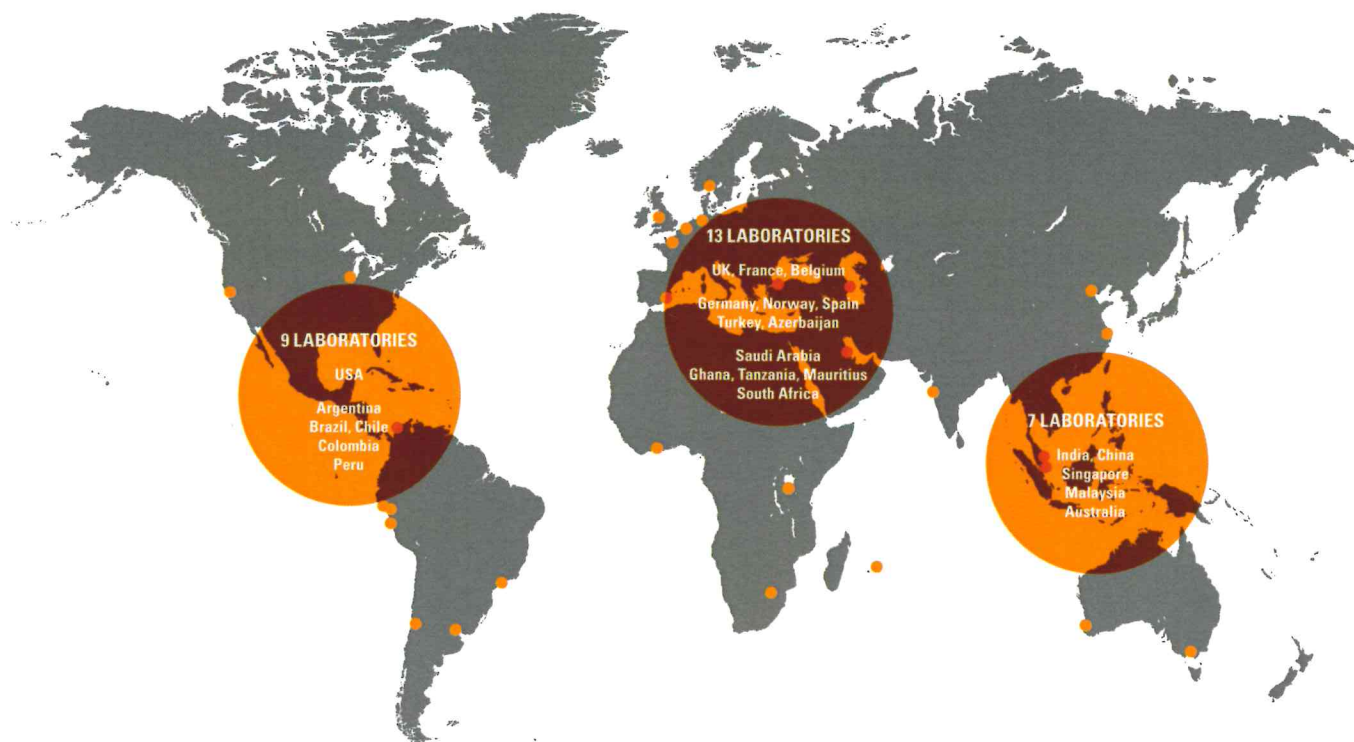 9 LABORATORIES
USA
Argentina
Brazil, Chile
Colombia
Peru
13 LABORATORIES
UK, France, Belgium
Germany, Norway, Spain
Turkey, Azerbaijan
Saudi Arabia
Ghana, Tanzania, Mauritius
South Africa
7 LABORATORIES
India, China
Singapore
Malaysia
Australia